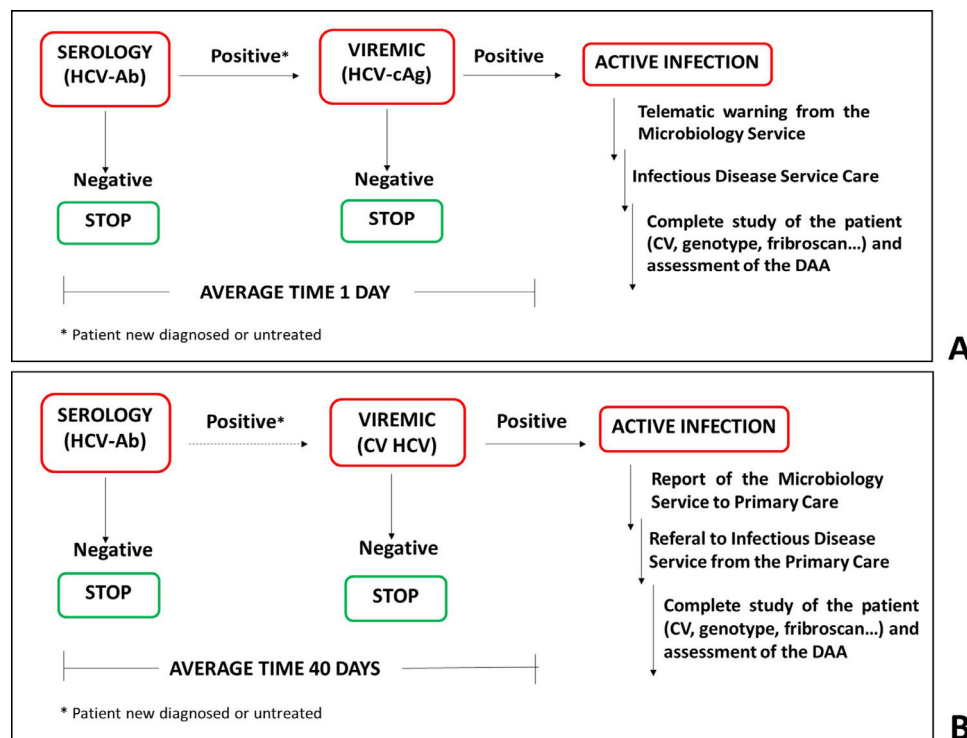 SEROLOGY
(HCV-Ab)
Positive*
VIREMIC
(HCV-cAg)
Positive
ACTIVE INFECTION
Telematic warning from the
Microbiology Service
Infectious Disease Service Care
Complete study of the patient
(CV, genotype, fribroscan...) and
assessment of the DAA
Negative
STOP
Negative
STOP
AVERAGE TIME 1 DAY
* Patient new diagnosed or untreated
A
SEROLOGY
(HCV-Ab)
Positive*
VIREMIC
(CV HCV)
Positive
ACTIVE INFECTION
Report of the Microbiology
Service to Primary Care
Referal to Infectious Disease
Service from the Primary Care
Complete study of the patient
(CV, genotype, fribroscan...) and
assessment of the DAA
Negative
STOP
Negative
STOP
AVERAGE TIME 40 DAYS
* Patient new diagnosed or untreated
B